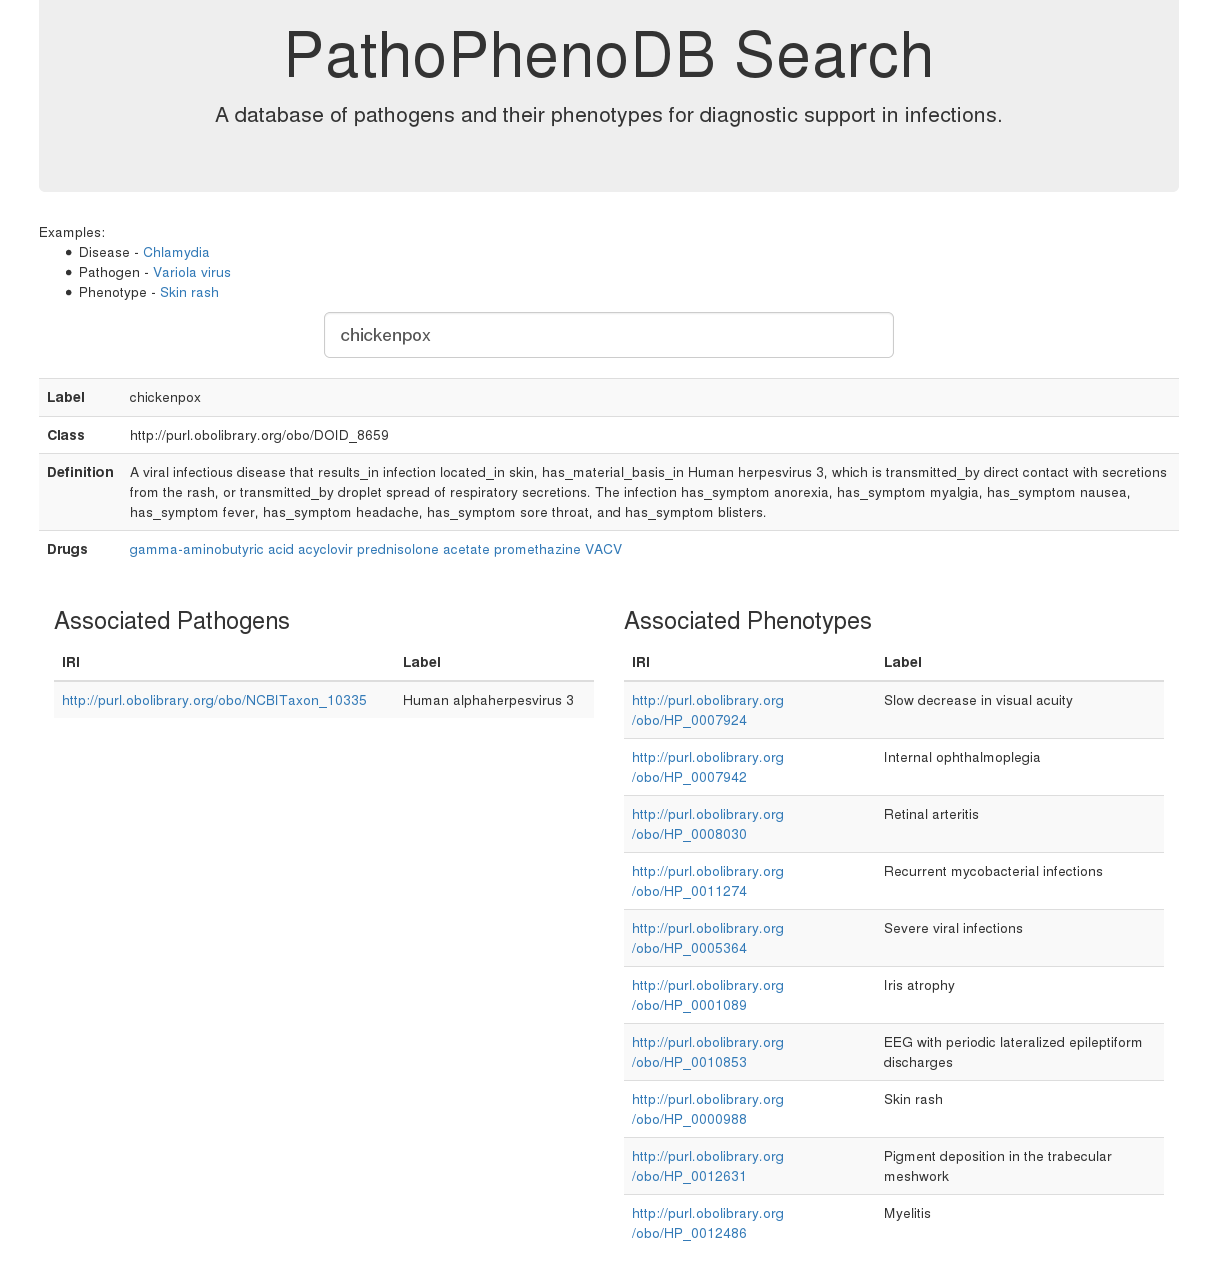 PathoPhenoDB Search
A database of pathogens and their phenotypes for diagnostic support in infections.
Examples:
Disease - Chlamydia
Pathogen - Variola virus
Phenotype - Skin rash
chickenpox
Label chickenpox
Class http://purl.obolibrary.org/obo/DOID_8659
Definition A viral infectious disease that results_in infection located_in skin, has_material_basis_in Human herpesvirus 3, which is transmitted_by direct contact with secretions
from the rash, or transmitted_by droplet spread of respiratory secretions. The infection has_symptom anorexia, has_symptom myalgia, has_symptom nausea,
has_symptom fever, has_symptom headache, has_symptom sore throat, and has_symptom blisters.
Drugs gamma-aminobutyric acid acyclovir prednisolone acetate promethazine VACV
Associated Pathogens
IRI Label
http://purl.obolibrary.org/obo/NCBITaxon_10335 Human alphaherpesvirus 3
Associated Phenotypes
IRI Label
http://purl.obolibrary.org Slow decrease in visual acuity
/obo/HP_0007924
http://purl.obolibrary.org Internal ophthalmoplegia
/obo/HP_0007942
http://purl.obolibrary.org Retinal arteritis
/obo/HP_0008030
http://purl.obolibrary.org Recurrent mycobacterial infections
/obo/HP_0011274
http://purl.obolibrary.org Severe viral infections
/obo/HP_0005364
http://purl.obolibrary.org Iris atrophy
/obo/HP_0001089
http://purl.obolibrary.org EEG with periodic lateralized epileptiform
/obo/HP_0010853 discharges
http://purl.obolibrary.org Skin rash
/obo/HP_0000988
http://purl.obolibrary.org Pigment deposition in the trabecular
/obo/HP_0012631 meshwork
http://purl.obolibrary.org Myelitis
/obo/HP_0012486